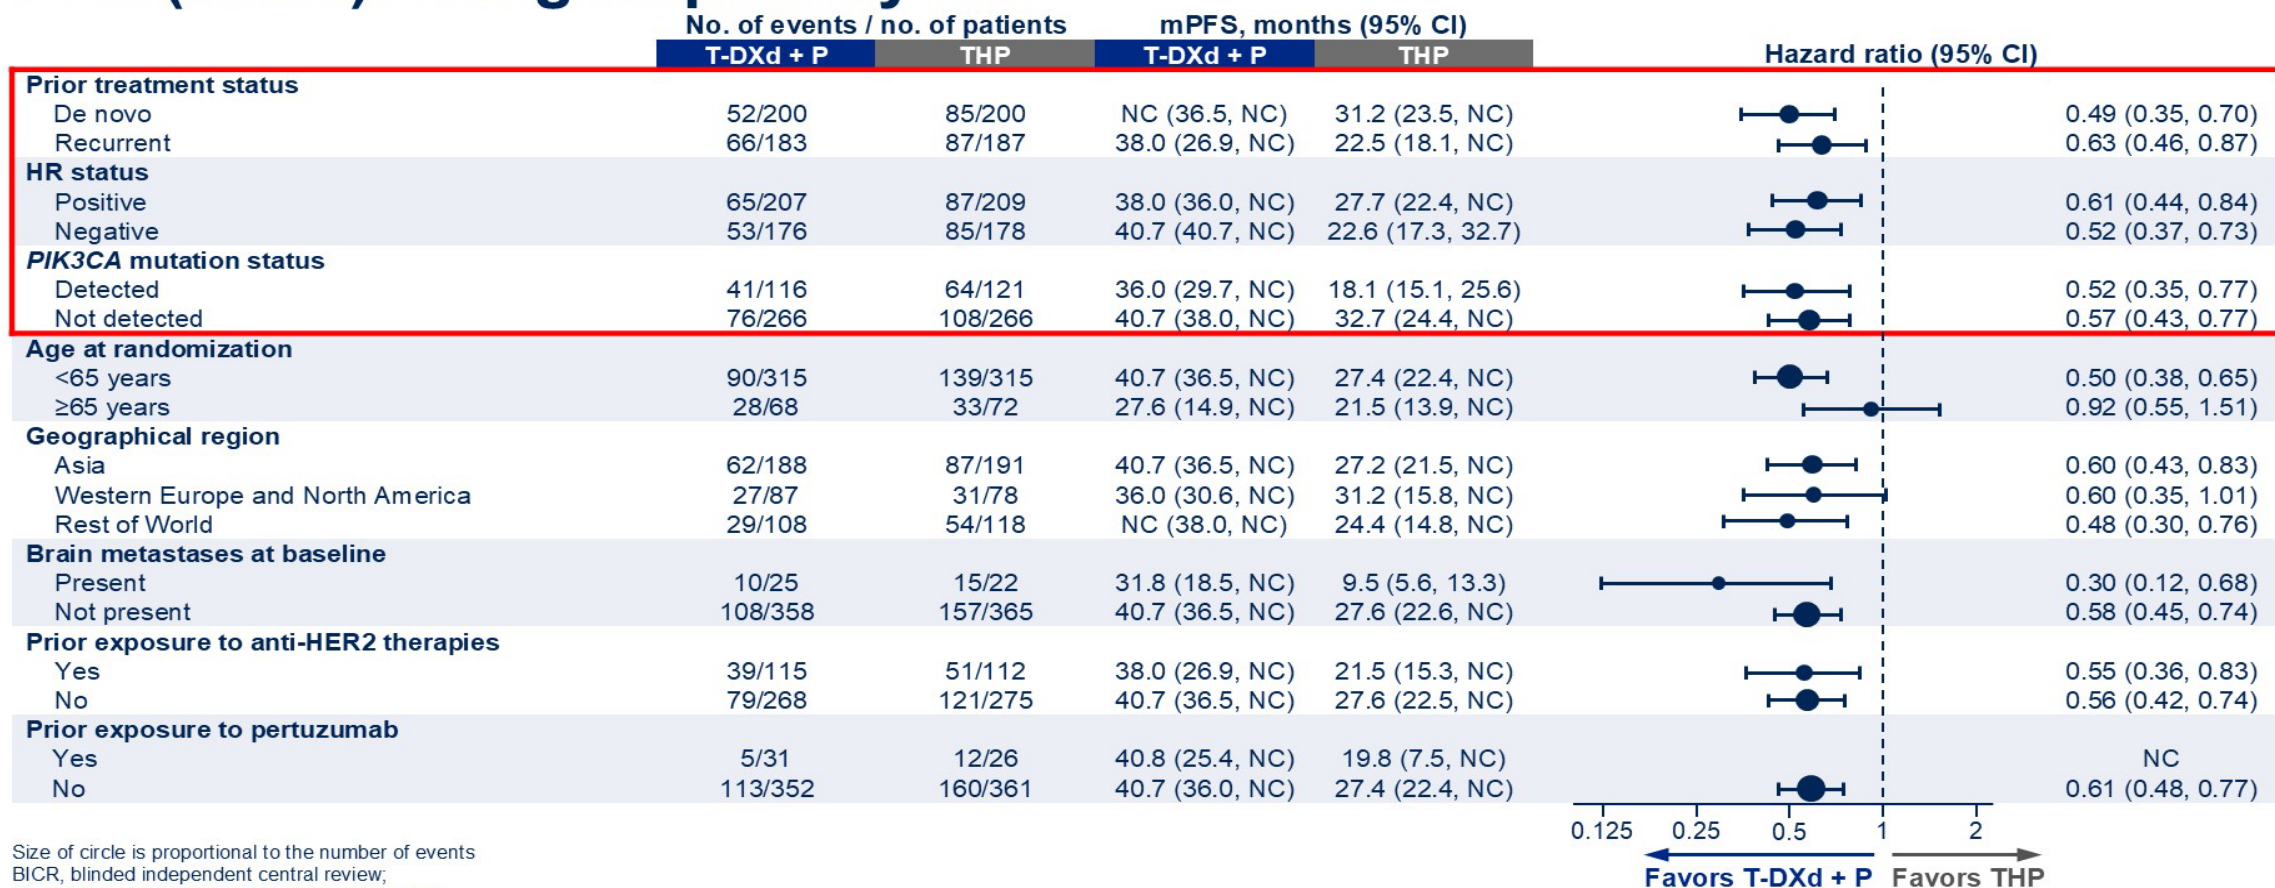 No. of events / no. of patients mPFS, months (95% CI)
T-DXd + P THP T-DXd + P THP Hazard ratio (95% CI)
Prior treatment status
De novo 52/200 85/200 NC (36.5, NC) 31.2 (23.5, NC) 0.49 (0.35, 0.70)
Recurrent 66/183 87/187 38.0 (26.9, NC) 22.5 (18.1, NC) 0.63 (0.46, 0.87)
HR status
Positive 65/207 87/209 38.0 (36.0, NC) 27.7 (22.4, NC) 0.61 (0.44, 0.84)
Negative 53/176 85/178 40.7 (40.7, NC) 22.6 (17.3, 32.7) 0.52 (0.37, 0.73)
PIK3CA mutation status
Detected 41/116 64/121 36.0 (29.7, NC) 18.1 (15.1, 25.6) 0.52 (0.35, 0.77)
Not detected 76/266 108/266 40.7 (38.0, NC) 32.7 (24.4, NC) 0.57 (0.43, 0.77)
Age at randomization
<65 years 90/315 139/315 40.7 (36.5, NC) 27.4 (22.4, NC) 0.50 (0.38, 0.65)
≥65 years 28/68 33/72 27.6 (14.9, NC) 21.5 (13.9, NC) 0.92 (0.55, 1.51)
Geographical region
Asia 62/188 87/191 40.7 (36.5, NC) 27.2 (21.5, NC) 0.60 (0.43, 0.83)
Western Europe and North America 27/87 31/78 36.0 (30.6, NC) 31.2 (15.8, NC) 0.60 (0.35, 1.01)
Rest of World 29/108 54/118 NC (38.0, NC) 24.4 (14.8, NC) 0.48 (0.30, 0.76)
Brain metastases at baseline
Present 10/25 15/22 31.8 (18.5, NC) 9.5 (5.6, 13.3) 0.30 (0.12, 0.68)
Not present 108/358 157/365 40.7 (36.5, NC) 27.6 (22.6, NC) 0.58 (0.45, 0.74)
Prior exposure to anti-HER2 therapies
Yes 39/115 51/112 38.0 (26.9, NC) 21.5 (15.3, NC) 0.55 (0.36, 0.83)
No 79/268 121/275 40.7 (36.5, NC) 27.6 (22.5, NC) 0.56 (0.42, 0.74)
Prior exposure to pertuzumab
Yes 5/31 12/26 40.8 (25.4, NC) 19.8 (7.5, NC) NC
No 113/352 160/361 40.7 (36.0, NC) 27.4 (22.4, NC) 0.61 (0.48, 0.77)
0.125 0.25 0.5 1 2
Favors T-DXd + P Favors THP
Size of circle is proportional to the number of events
BICR, blinded independent central review;